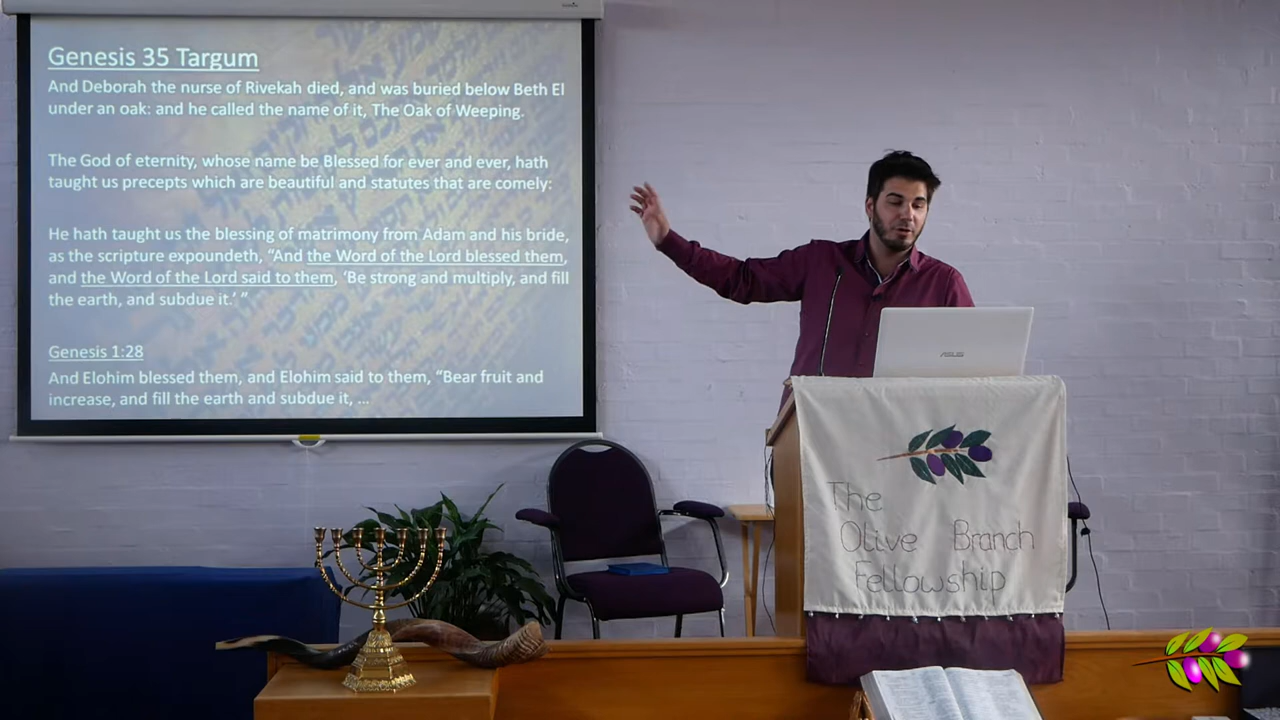 Genesis 35 Targum
And Deborah the nurse of Rivekah died, and was buried below Beth El
under an oak: and he called the name of it, The Oak of Weeping.
The God of eternity, whose name be Blessed for ever and ever, hath
taught us precepts which are beautiful and statutes that are comely:
He hath taught us the blessing of matrimony from Adam and his bride,
as the scripture expoundeth, “And the Word of the Lord blessed them,
and the Word of the Lord said to them, ‘Be strong and multiply, and fill
the earth, and subdue it.’ ”
Genesis 1:28
And Elohim blessed them, and Elohim said to them, “Bear fruit and
increase, and fill the earth and subdue it, ...
ASUS
The
Olive Branch
Fellowship